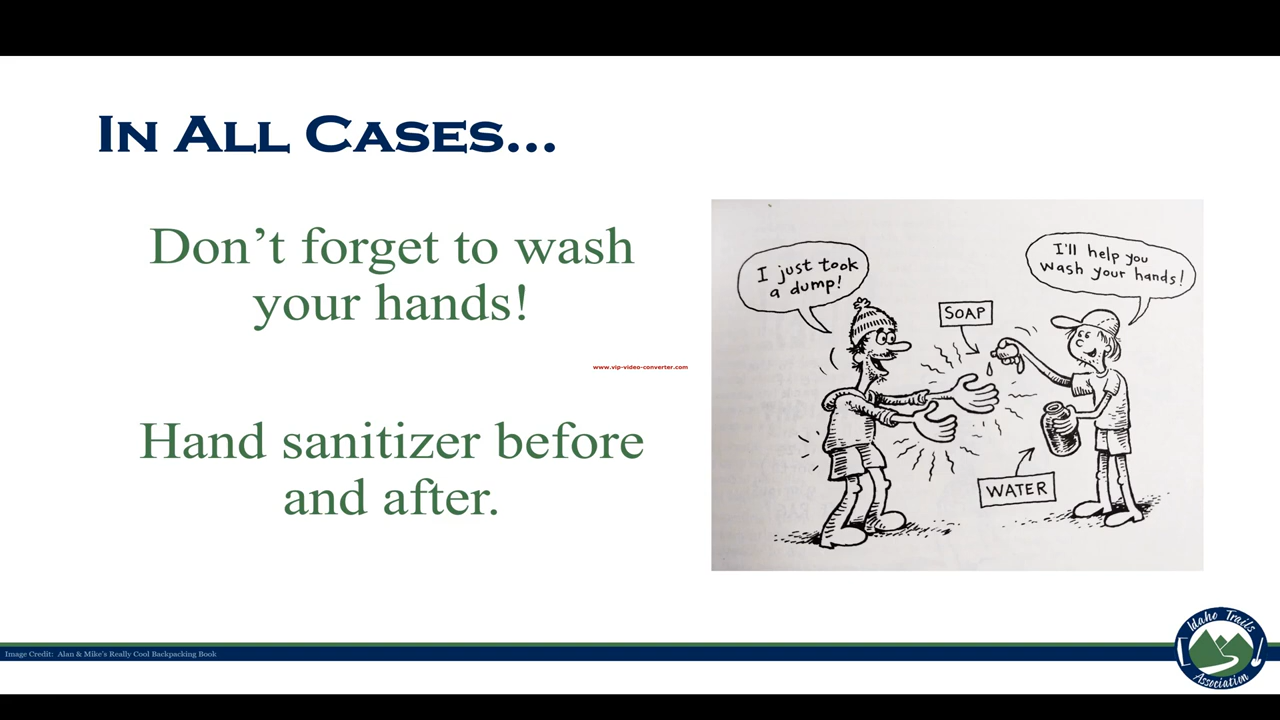 IN ALL CASES...
Don't forget to wash
your hands!
Hand sanitizer before
and after.
www.vip-video-converter.com
I just took
a dump!
I'll help you
wash your hands!
SOAP
WATER
Image Credit: Alan & Mike's Really Cool Backpacking Book
Idaho Trails
Association